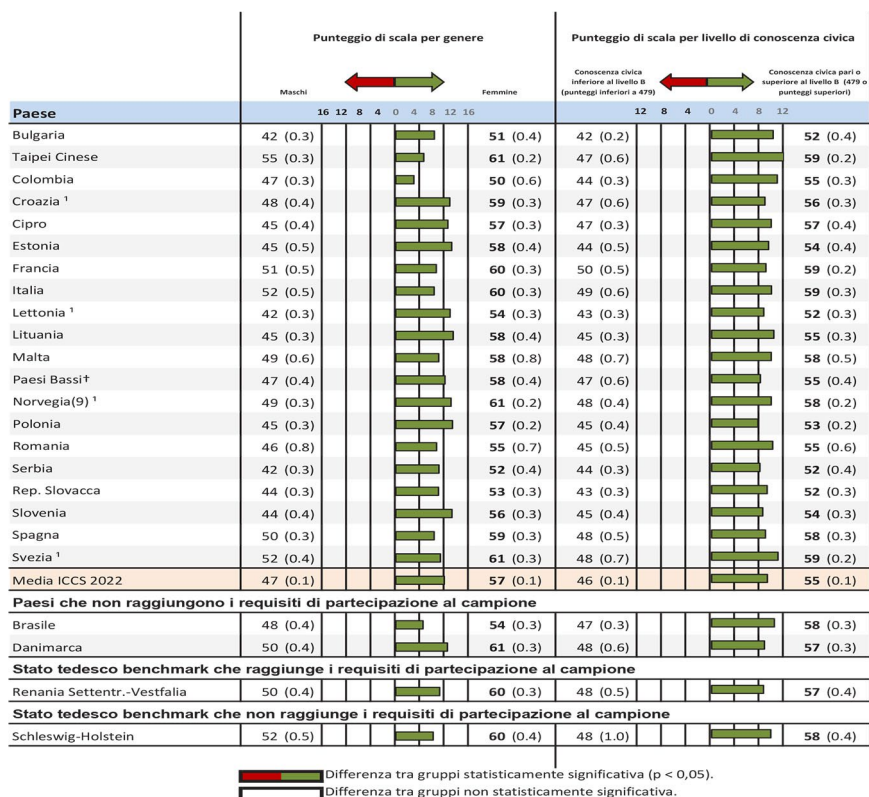 Punteggio di scala per genere Punteggio di scala per livello di conoscenza civica
Maschi Femmine Conoscenza civica inferiore al livello B (punteggi inferiori a 479) Conoscenza civica pari o superiore al livello B (479 o punteggi superiori)
Paese 16 12 8 4 0 4 8 12 16 12 8 4 0 4 8 12
Bulgaria 42 (0.3) 51 (0.4) 42 (0.2) 52 (0.4)
Taipei Cinese 55 (0.3) 61 (0.2) 47 (0.6) 59 (0.2)
Colombia 47 (0.3) 50 (0.6) 44 (0.3) 55 (0.3)
Croazia ¹ 48 (0.4) 59 (0.3) 47 (0.6) 56 (0.3)
Cipro 45 (0.4) 57 (0.3) 47 (0.3) 57 (0.4)
Estonia 45 (0.5) 58 (0.4) 44 (0.5) 54 (0.4)
Francia 51 (0.5) 60 (0.3) 50 (0.5) 59 (0.2)
Italia 52 (0.5) 60 (0.3) 49 (0.6) 59 (0.3)
Lettonia ¹ 42 (0.3) 54 (0.3) 43 (0.3) 52 (0.3)
Lituania 45 (0.3) 58 (0.4) 45 (0.3) 55 (0.3)
Malta 49 (0.6) 58 (0.8) 48 (0.7) 58 (0.5)
Paesi Bassi† 47 (0.4) 58 (0.4) 47 (0.6) 55 (0.4)
Norvegia(9) ¹ 49 (0.3) 61 (0.2) 48 (0.4) 58 (0.2)
Polonia 45 (0.3) 57 (0.2) 45 (0.4) 53 (0.2)
Romania 46 (0.8) 55 (0.7) 45 (0.5) 55 (0.6)
Serbia 42 (0.3) 52 (0.4) 44 (0.3) 52 (0.4)
Rep. Slovacca 44 (0.3) 53 (0.3) 43 (0.3) 52 (0.3)
Slovenia 44 (0.4) 56 (0.3) 45 (0.4) 54 (0.3)
Spagna 50 (0.3) 59 (0.3) 48 (0.5) 58 (0.3)
Svezia ¹ 52 (0.4) 61 (0.3) 48 (0.7) 59 (0.2)
Media ICCS 2022 47 (0.1) 57 (0.1) 46 (0.1) 55 (0.1)
Paesi che non raggiungono i requisiti di partecipazione al campione
Brasile 48 (0.4) 54 (0.3) 47 (0.3) 58 (0.3)
Danimarca 50 (0.4) 61 (0.3) 48 (0.6) 57 (0.3)
Stato tedesco benchmark che raggiunge i requisiti di partecipazione al campione
Renania Settentr.-Vestfalia 50 (0.4) 60 (0.3) 48 (0.5) 57 (0.4)
Stato tedesco benchmark che non raggiunge i requisiti di partecipazione al campione
Schleswig-Holstein 52 (0.5) 60 (0.4) 48 (1.0) 58 (0.4)
Differenza tra gruppi statisticamente significativa (p < 0,05).
Differenza tra gruppi non statisticamente significativa.